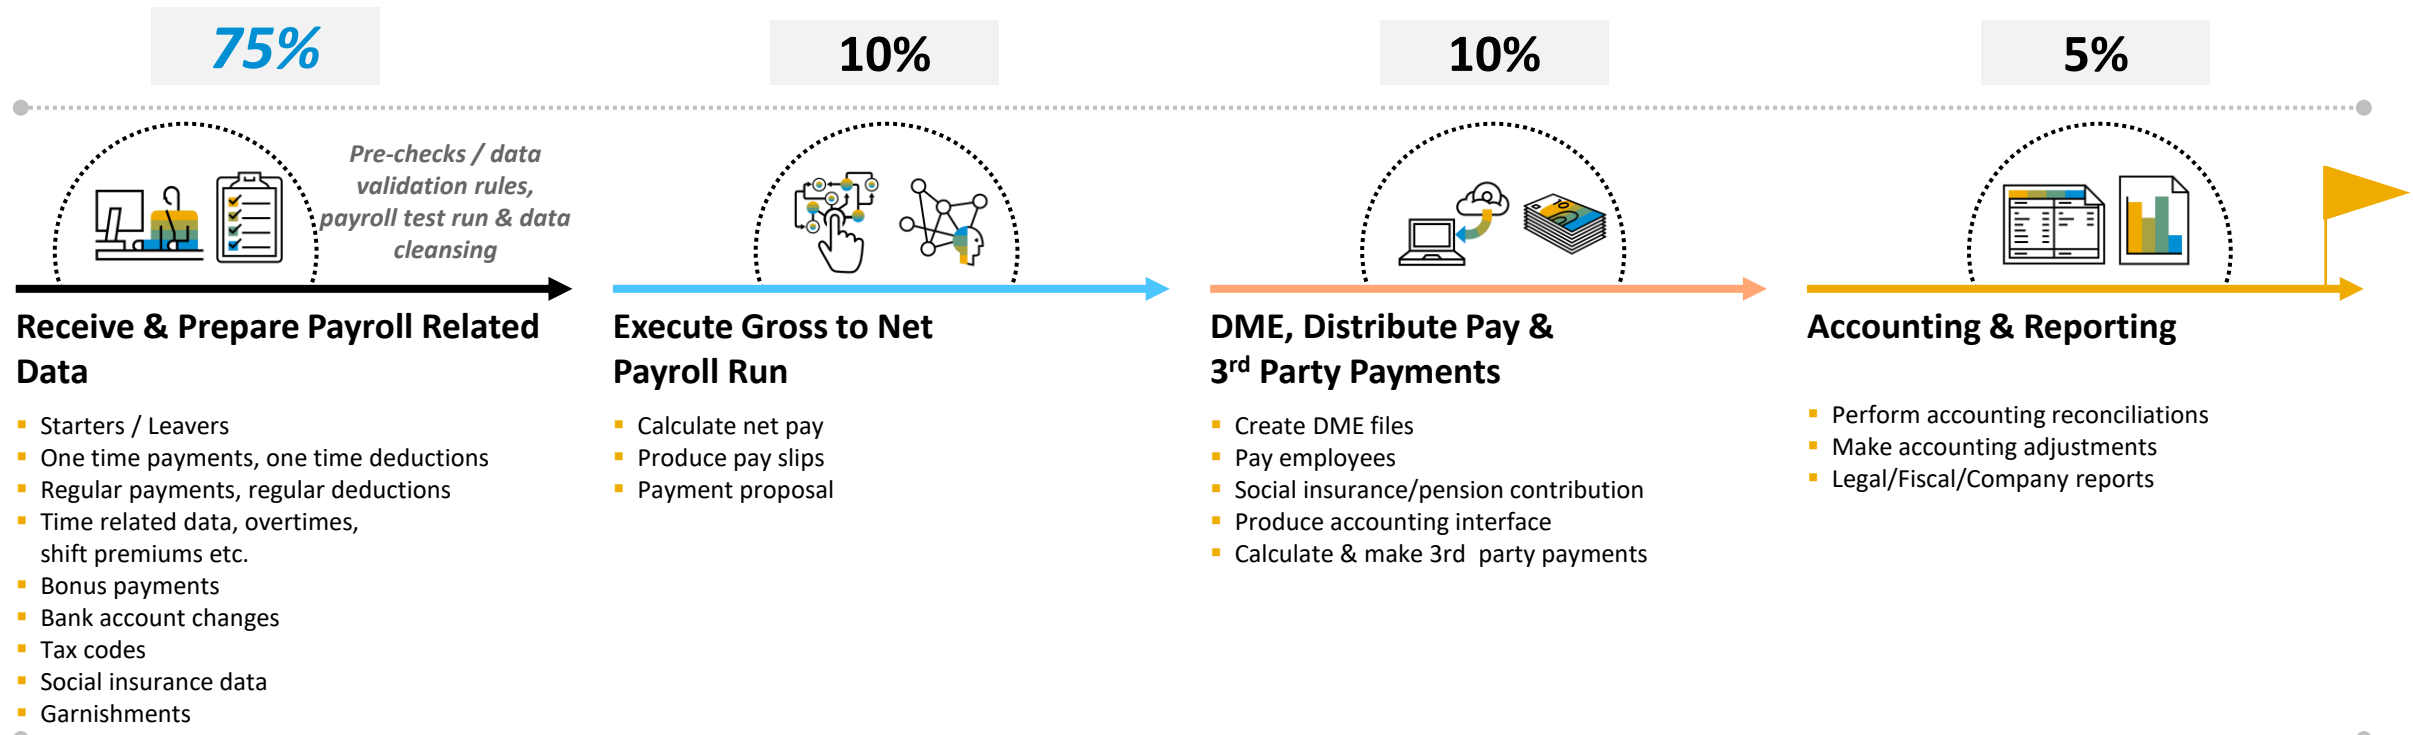 75%
10%
10%
5%
Pre-checks / data
validation rules,
payroll test run & data
cleansing
10
Receive & Prepare Payroll Related
Data
Starters / Leavers
One time payments, one time deductions
Regular payments, regular deductions
Time related data, overtimes,
shift premiums etc.
Bonus payments
Bank account changes
Tax codes
Social insurance data
Garnishments
Execute Gross to Net
Payroll Run
Calculate net pay
Produce pay slips
Payment proposal
DME, Distribute Pay &
3rd Party Payments
Create DME files
Pay employees
Social insurance/pension contribution
Produce accounting interface
Calculate & make 3rd  party payments
Accounting & Reporting
Perform accounting reconciliations
Make accounting adjustments
Legal/Fiscal/Company reports